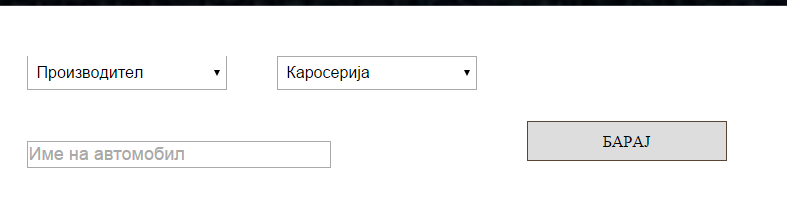 Производител
Каросерија
Име на автомобил
БАРАЈ